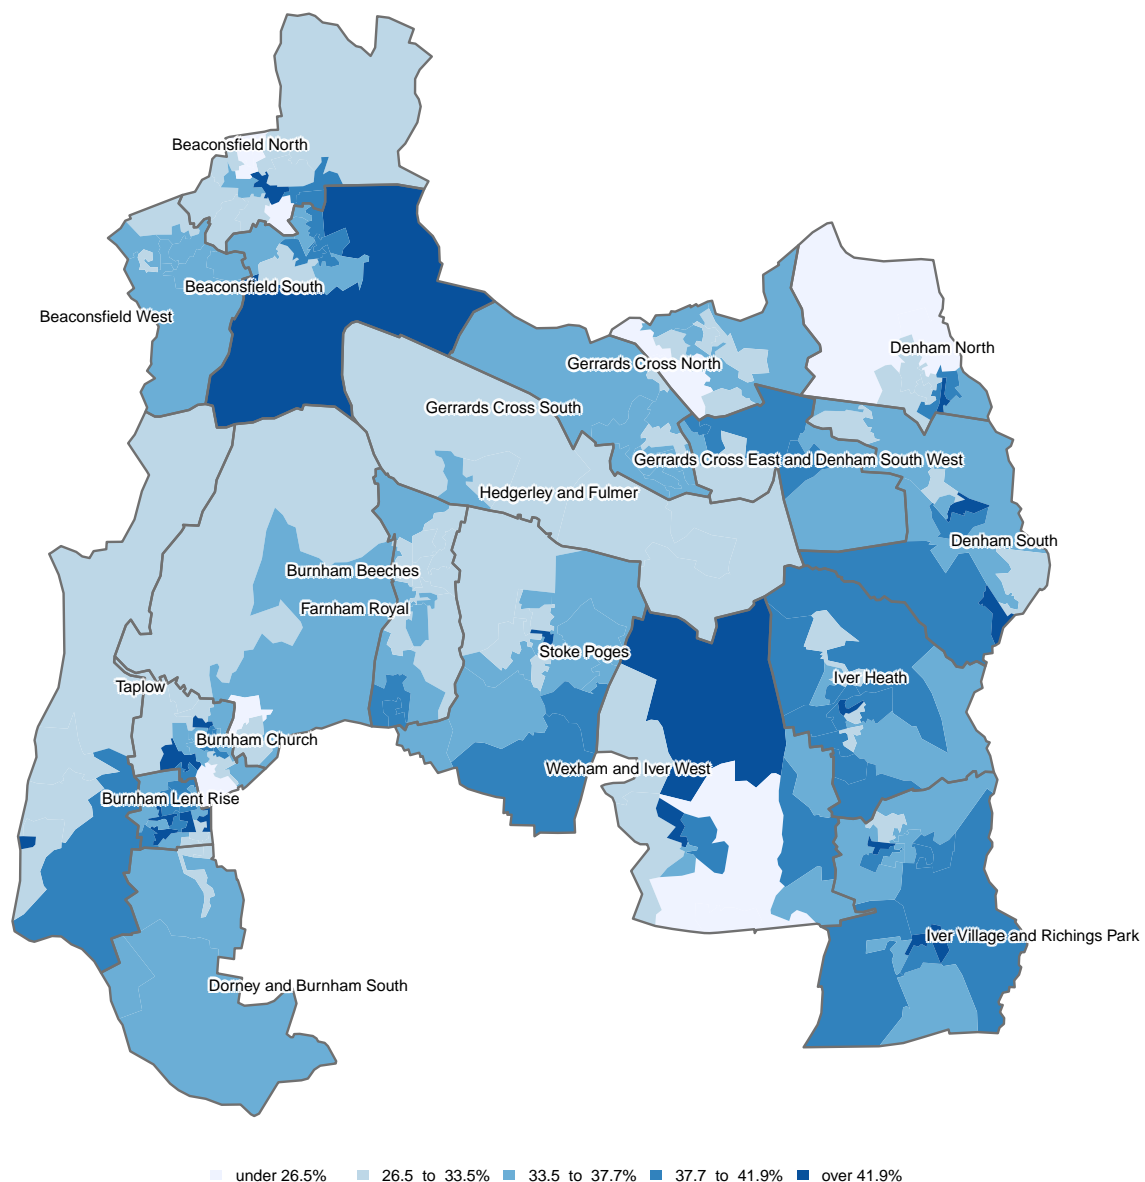 Beaconsfield North
Beaconsfield South
Beaconsfield West
Denham North
Gerrards Cross North
Gerrards Cross South
Gerrards Cross East and Denham South West
Hedgerley and Fulmer
Denham South
Burnham Beeches
Farnham Royal
Stoke Poges
Iver Heath
Taplow
Burnham Church
Wexham and Iver West
Burnham Lent Rise
Iver Village and Richings Park
Dorney and Burnham South
under 26.5% 26.5 to 33.5% 33.5 to 37.7% 37.7 to 41.9% over 41.9%